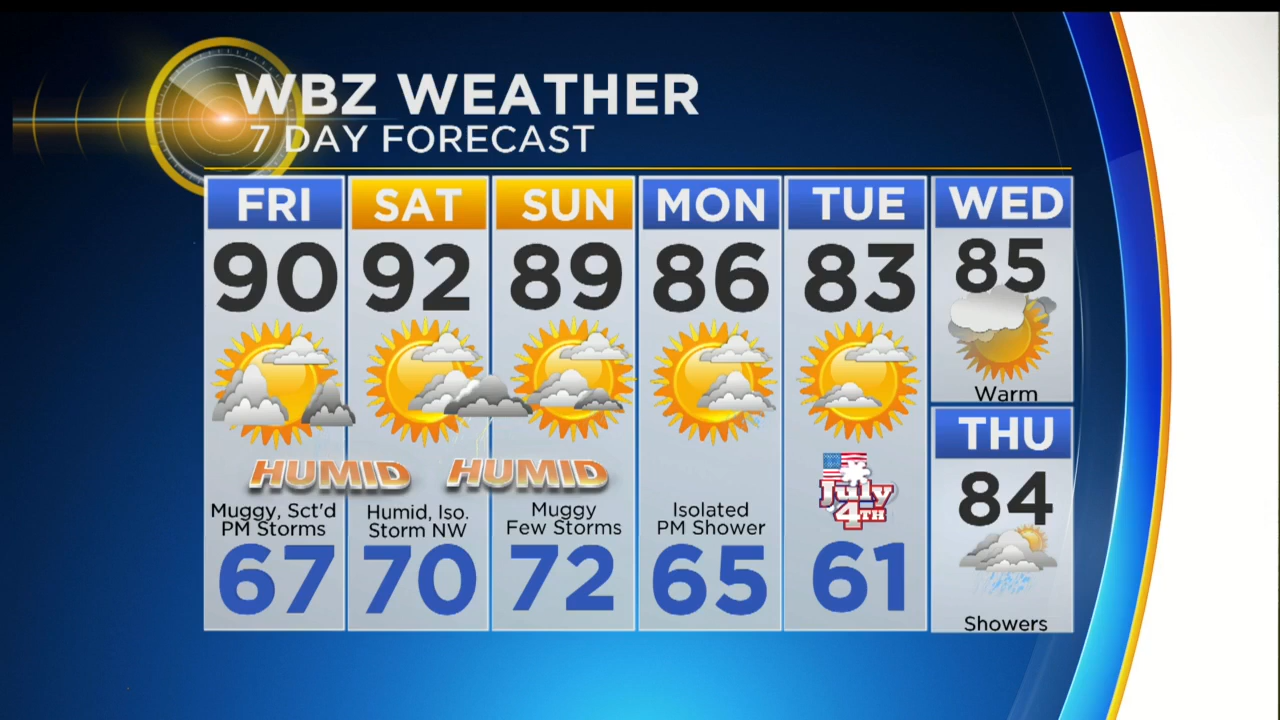 WBZ WEATHER
7 DAY FORECAST
FRI
90
HUMID
Muggy, Sct'd
PM Storms
67
SAT
92
HUMID
Humid, Iso.
Storm NW
70
SUN
89
Muggy
Few Storms
72
MON
86
Isolated
PM Shower
65
TUE
83
July
4TH
61
WED
85
Warm
THU
84
Showers